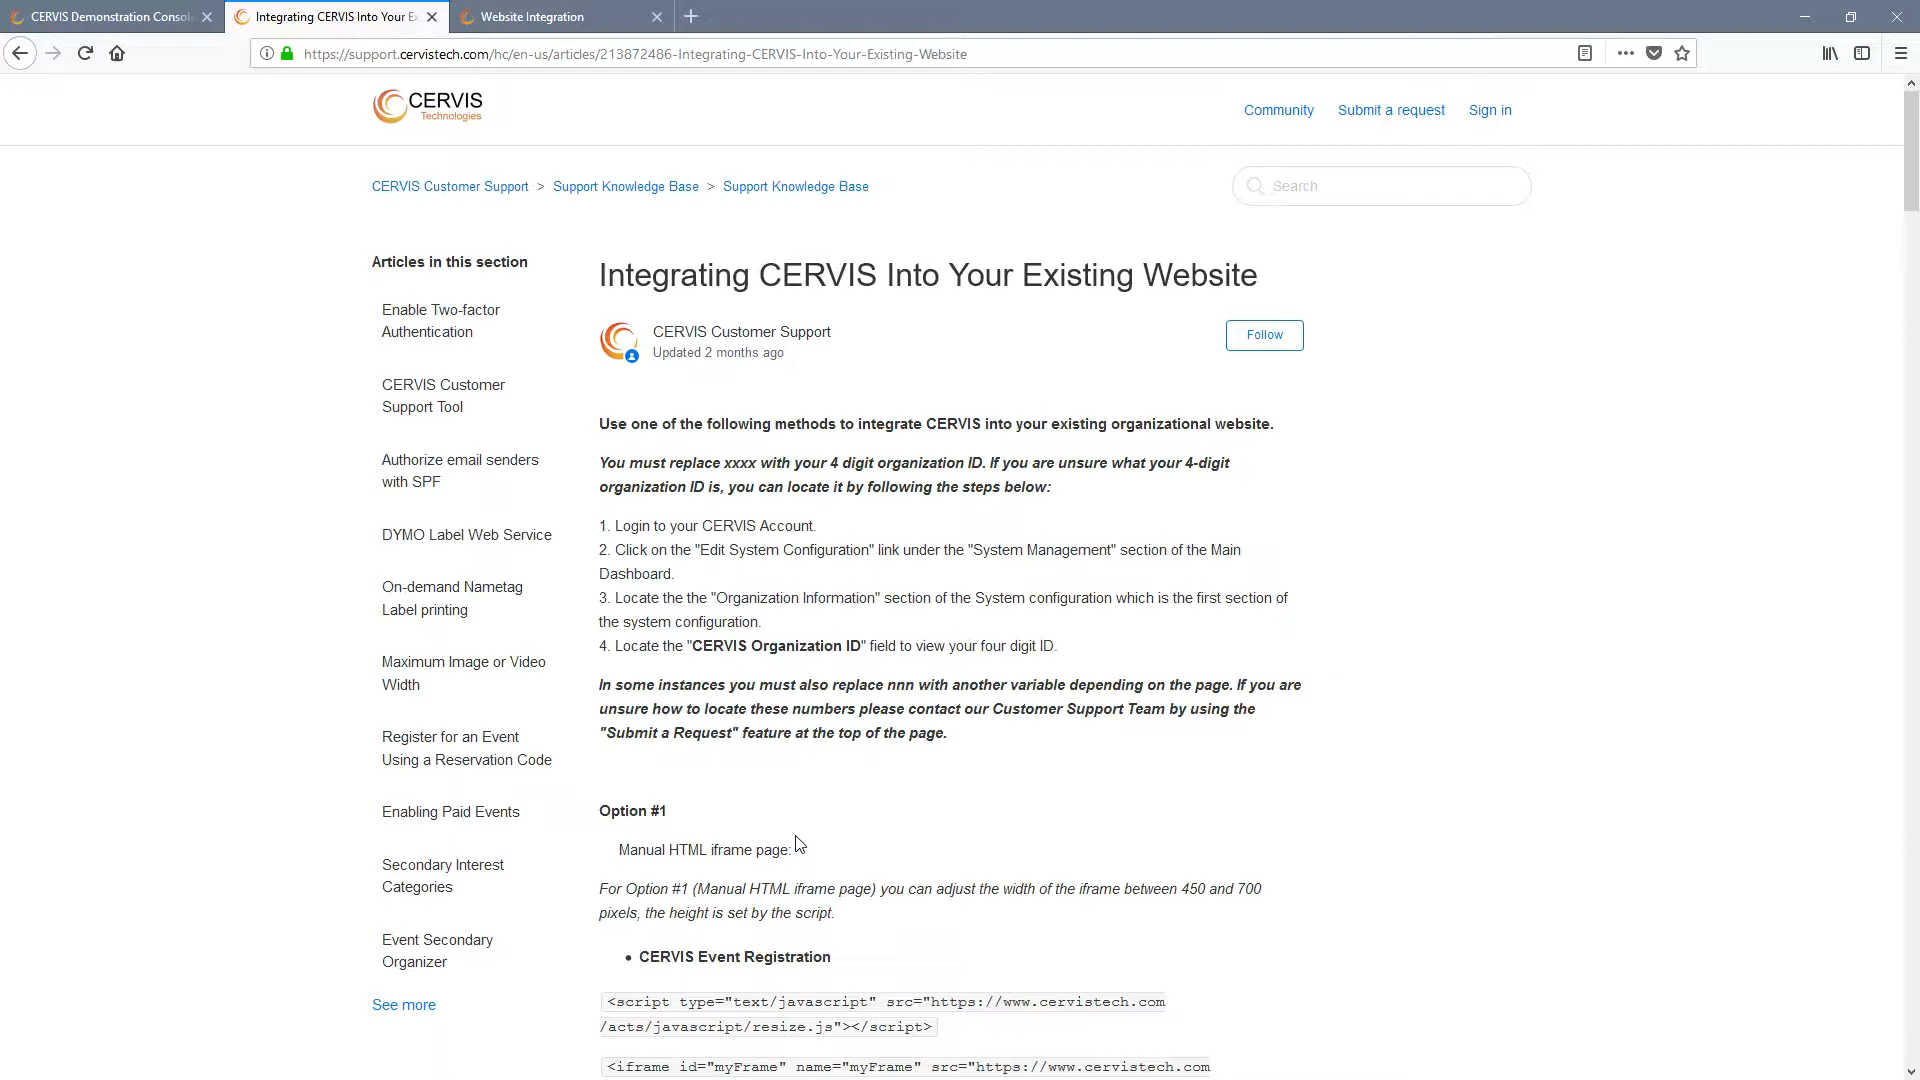 CERVIS Demonstration Consol
Integrating CERVIS Into Your Ex
Website Integration
https://support.cervistech.com/hc/en-us/articles/213872486-Integrating-CERVIS-Into-Your-Existing-Website
CERVIS
Technologies
Community
Submit a request
Sign in
CERVIS Customer Support > Support Knowledge Base > Support Knowledge Base
Search
Articles in this section
Enable Two-factor
Authentication
CERVIS Customer
Support Tool
Authorize email senders
with SPF
DYMO Label Web Service
On-demand Nametag
Label printing
Maximum Image or Video
Width
Register for an Event
Using a Reservation Code
Enabling Paid Events
Secondary Interest
Categories
Event Secondary
Organizer
See more
Integrating CERVIS Into Your Existing Website
CERVIS Customer Support
Updated 2 months ago
Follow
Use one of the following methods to integrate CERVIS into your existing organizational website.
You must replace xxxx with your 4 digit organization ID. If you are unsure what your 4-digit
organization ID is, you can locate it by following the steps below:
1. Login to your CERVIS Account.
2. Click on the "Edit System Configuration" link under the "System Management" section of the Main
Dashboard.
3. Locate the the "Organization Information" section of the System configuration which is the first section of
the system configuration.
4. Locate the "CERVIS Organization ID" field to view your four digit ID.
In some instances you must also replace nnn with another variable depending on the page. If you are
unsure how to locate these numbers please contact our Customer Support Team by using the
"Submit a Request" feature at the top of the page.
Option #1
Manual HTML iframe page:
For Option #1 (Manual HTML iframe page) you can adjust the width of the iframe between 450 and 700
pixels, the height is set by the script.
• CERVIS Event Registration
<script type="text/javascript" src="https://www.cervistech.com
/acts/javascript/resize.js"></script>
<iframe id="myFrame" name="myFrame" src="https://www.cervistech.com